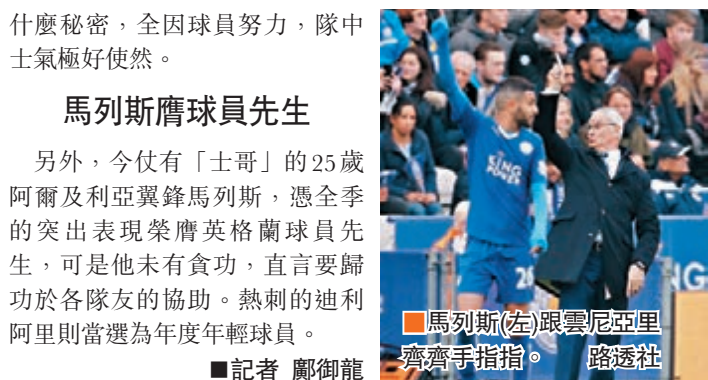 什麼秘密，全因球員努力，隊中
士氣極好使然。
馬列斯膺球員先生
另外，今仗有「士哥」的25歲
阿爾及利亞翼鋒馬列斯，憑全季
的突出表現榮膺英格蘭球員先
生，可是他未有貪功，直言要歸
功於各隊友的協助。熱刺的迪利
阿里則當選為年度年輕球員。
■記者 鄺御龍
KING
POWER
26
NG
■馬列斯(左)跟雲尼亞里
齊齊手指指。 路透社